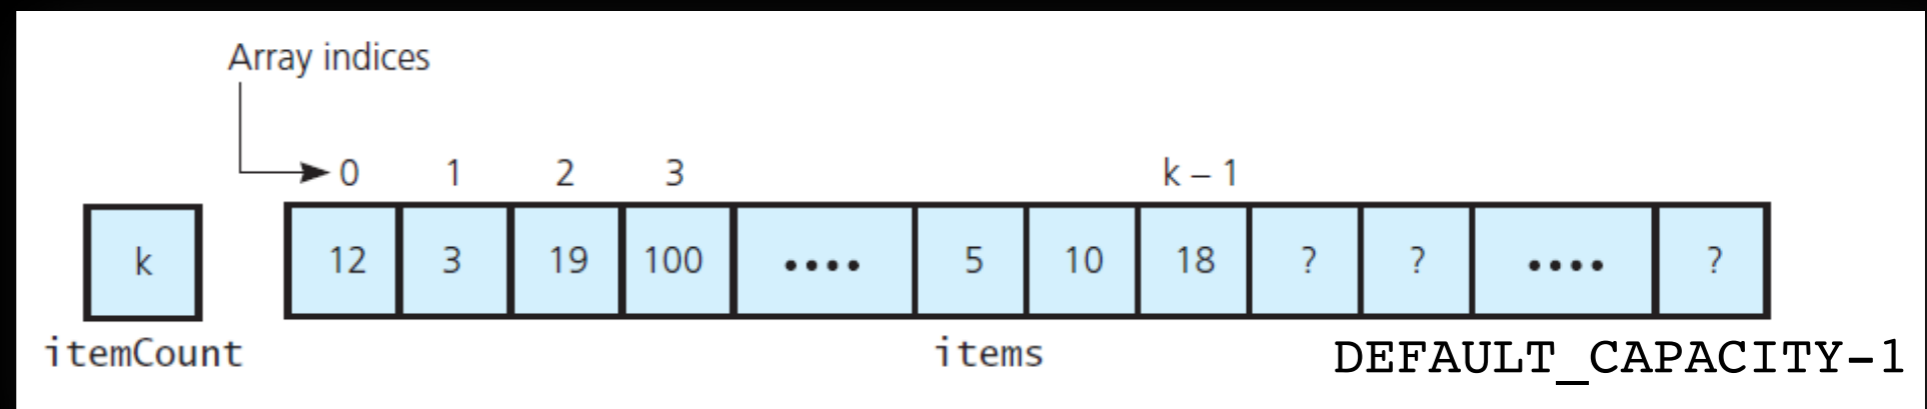 Array indices
0 1 2 3 k – 1
k 12 3 19 100 •••• 5 10 18 ? ? •••• ?
itemCount items DEFAULT_CAPACITY-1